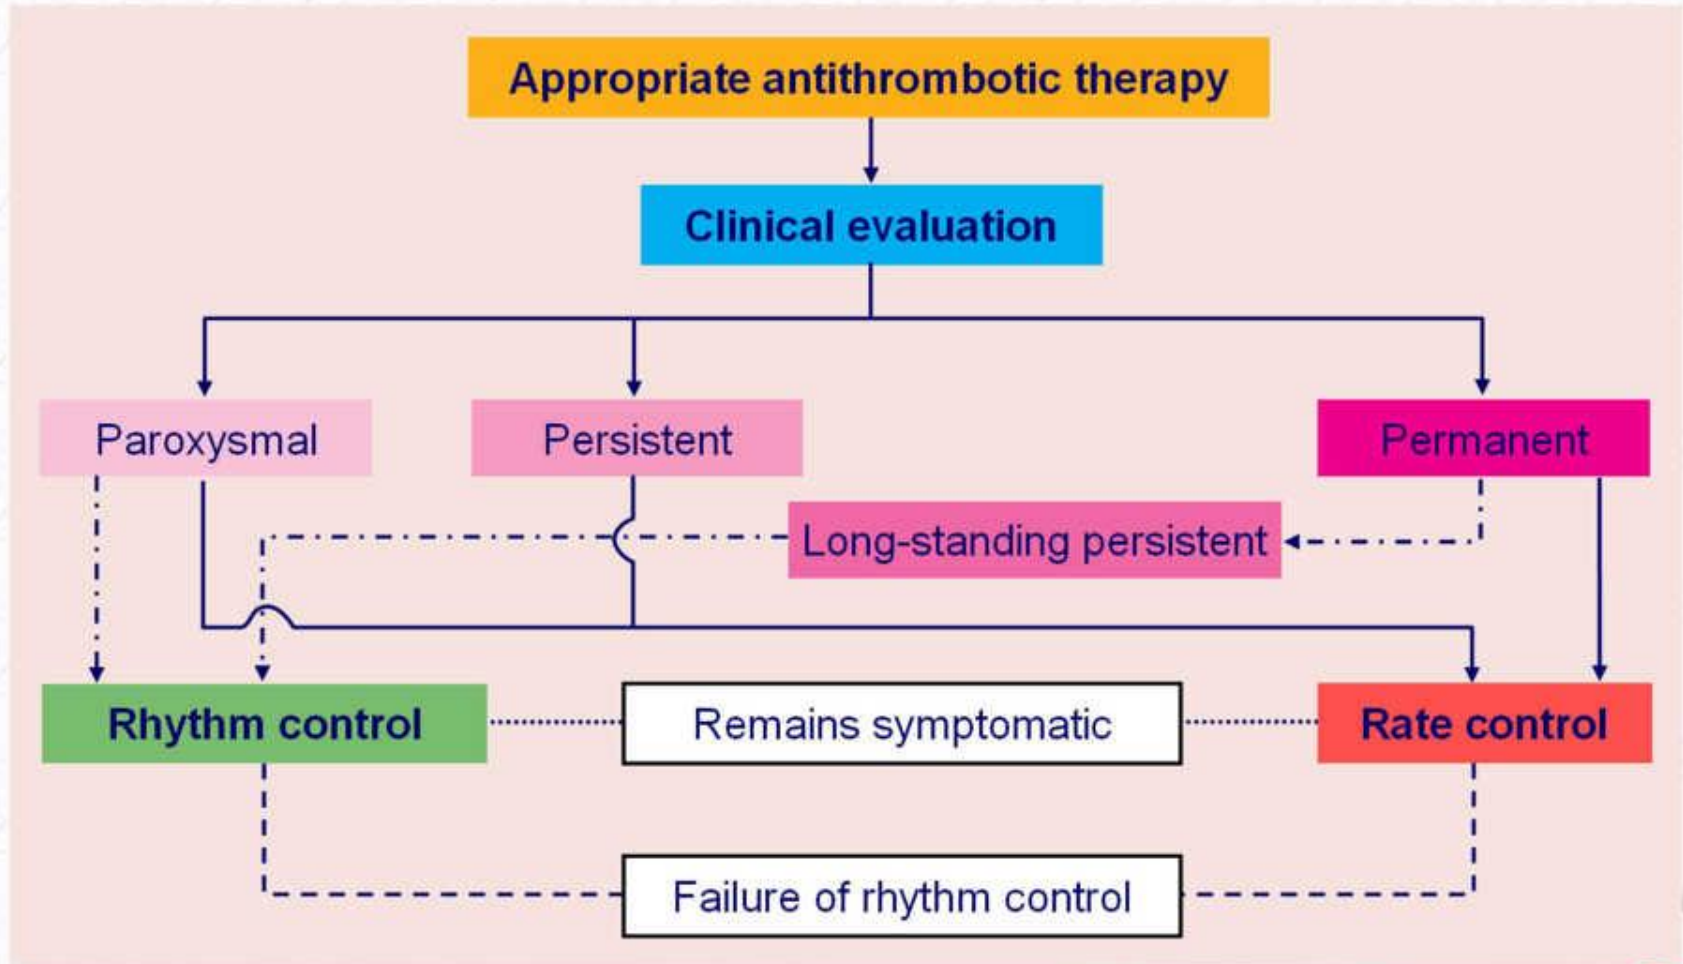 Appropriate antithrombotic therapy
Clinical evaluation
Paroxysmal
Persistent
Permanent
Long-standing persistent
Rhythm control
Remains symptomatic
Rate control
Failure of rhythm control